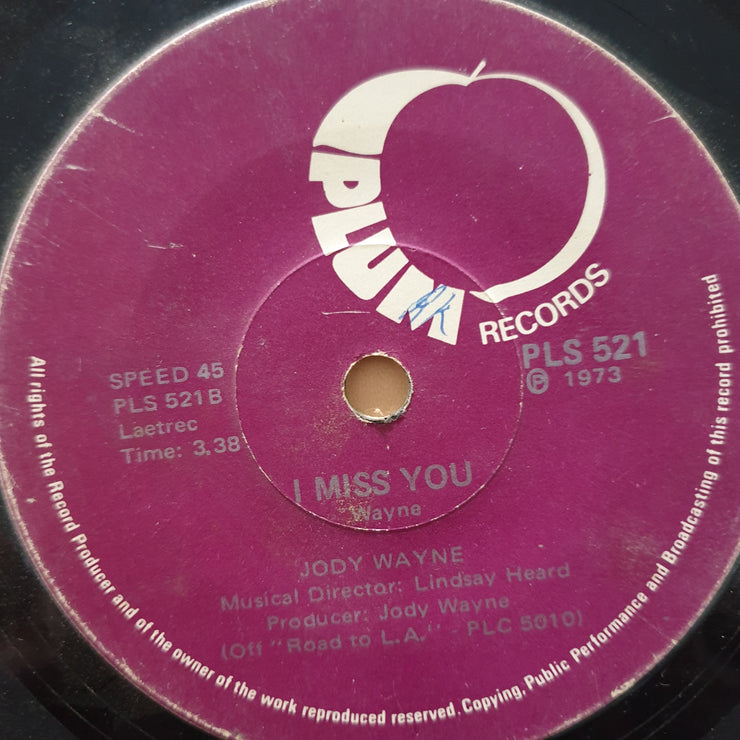 PLUM
RECORDS
PLS 521
Ⓟ 1973
SPEED 45
PLS 521 B
Laetrec
Time: 3.38
I MISS YOU
Wayne
JODY WAYNE
Musical Director: Lindsay Heard
Producer: Jody Wayne
(Off "Road to L.A." - PLC 5010)
All rights of the Record Producer and of the owner of the work reproduced reserved. Copying, Public Performance and Broadcasting of this record prohibited